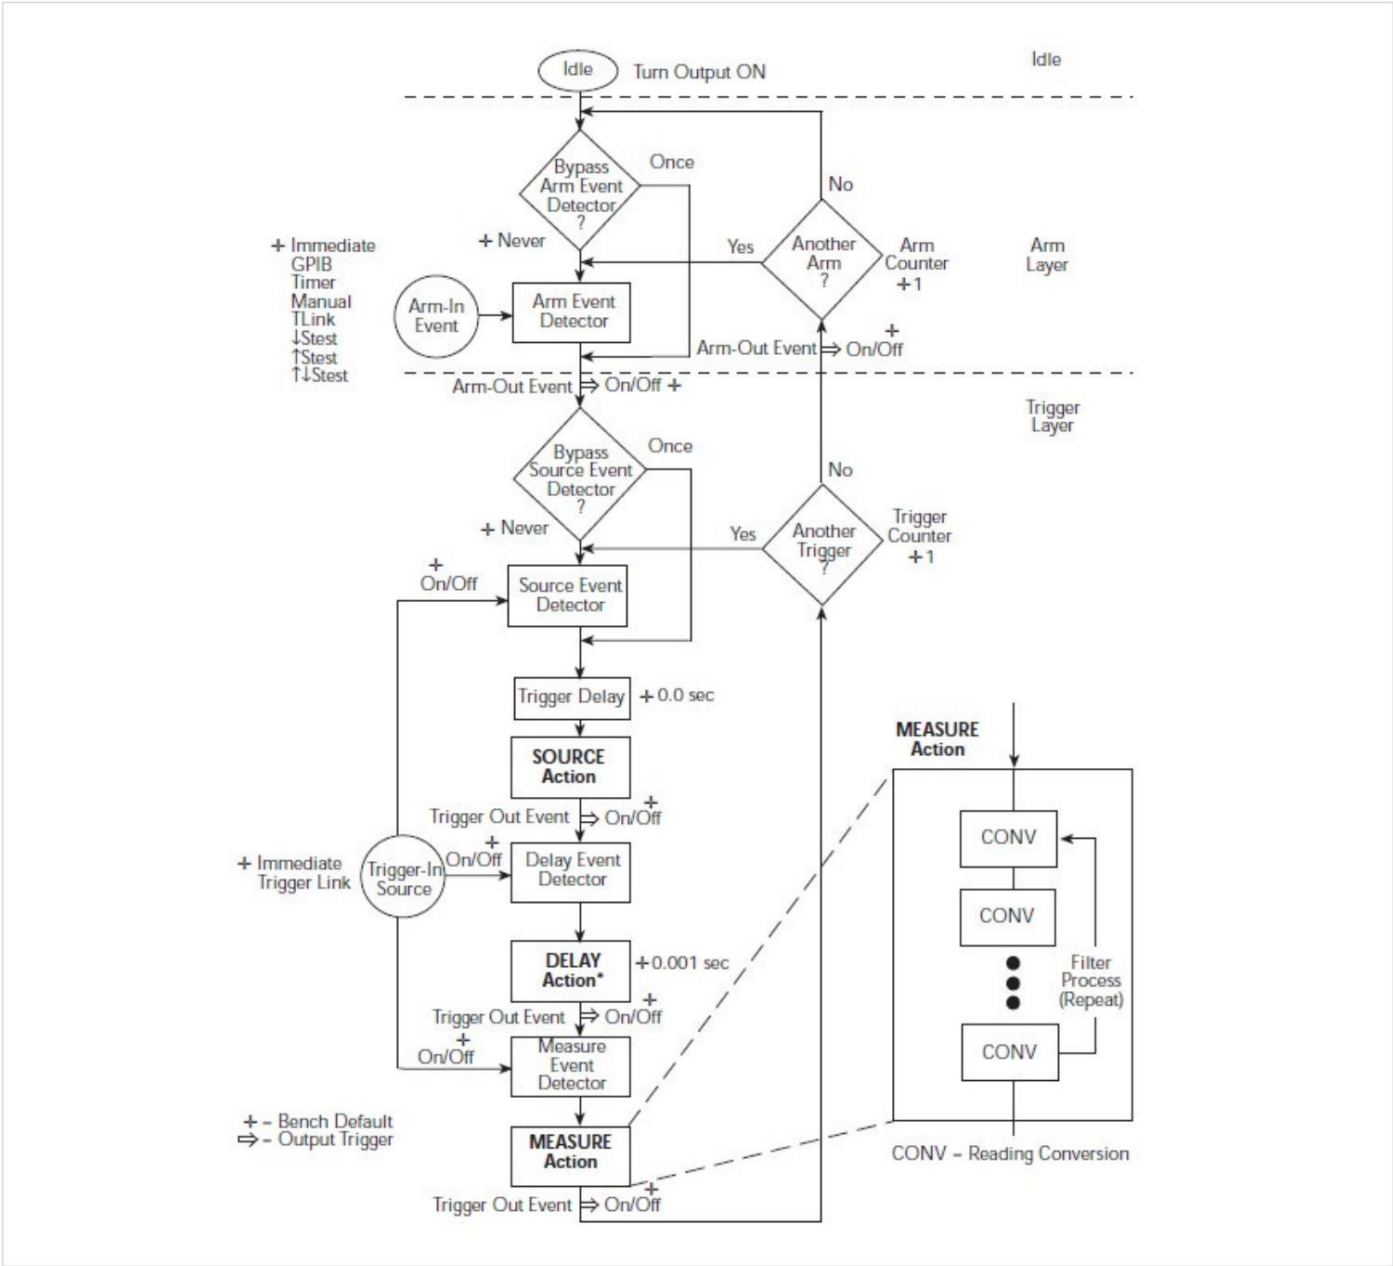 Idle
Turn Output ON
Idle
Bypass
Arm Event
Detector
?
Once
✛ Never
No
Yes
Another
Arm
?
Arm
Counter
✛1
Arm
Layer
✛ Immediate
GPIB
Timer
Manual
TLink
↓Stest
↑Stest
↑↓Stest
Arm-In
Event
Arm Event
Detector
✛
Arm-Out Event ⇒ On/Off
Arm-Out Event ⇒ On/Off ✛
Trigger
Layer
Bypass
Source Event
Detector
?
Once
✛ Never
No
Yes
Another
Trigger
?
Trigger
Counter
✛1
✛
On/Off
Source Event
Detector
Trigger Delay
✛ 0.0 sec
SOURCE
Action
✛
Trigger Out Event ⇒ On/Off
✛ Immediate
Trigger Link
Trigger-In
Source
✛
On/Off
Delay Event
Detector
DELAY
Action*
✛0.001 sec
✛
Trigger Out Event ⇒ On/Off
✛
On/Off
Measure
Event
Detector
MEASURE
Action
✛
Trigger Out Event ⇒ On/Off
✛ – Bench Default
⇒ – Output Trigger
MEASURE
Action
CONV
CONV
Filter
Process
(Repeat)
CONV
CONV – Reading Conversion